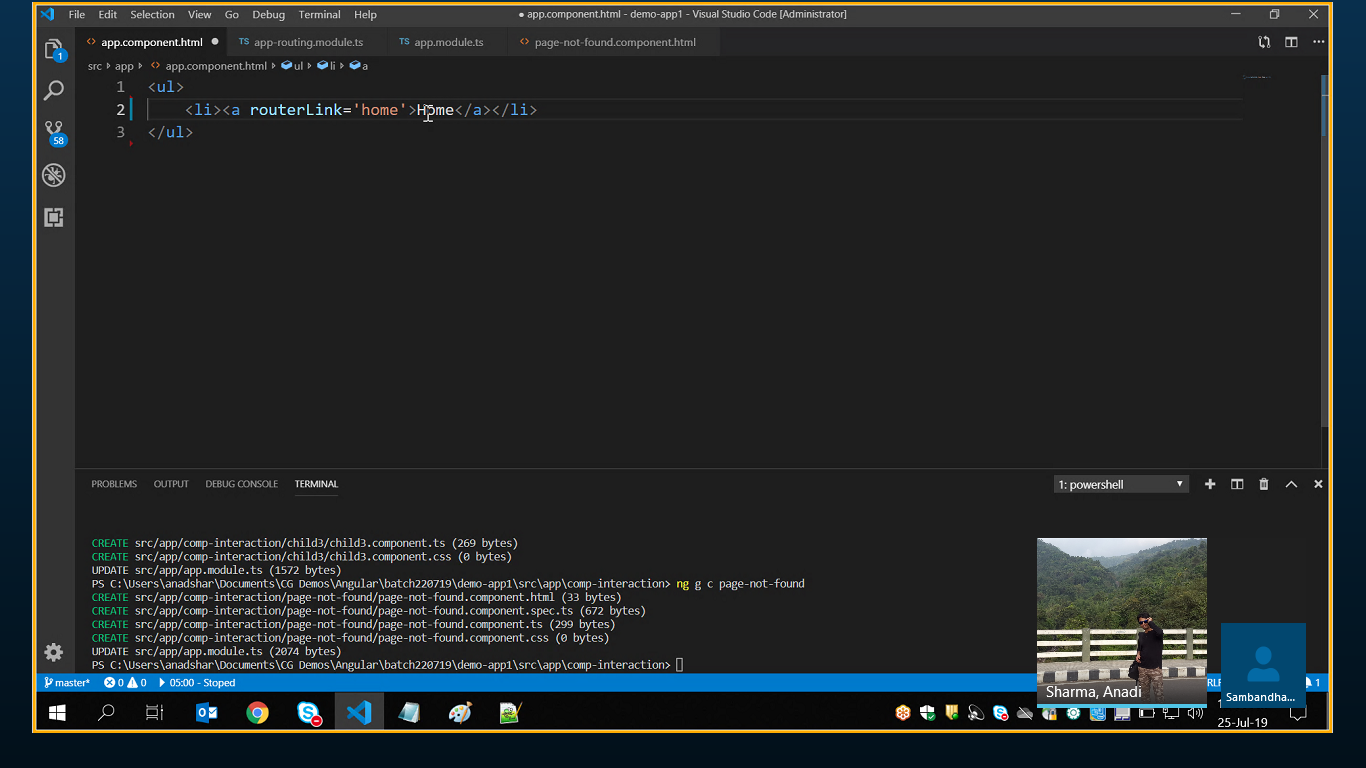 File Edit Selection View Go Debug Terminal Help
● app.component.html - demo-app1 - Visual Studio Code [Administrator]
app.component.html ●
TS app-routing.module.ts
TS app.module.ts
page-not-found.component.html
src › app › app.component.html › ul › li › a
1 <ul>
2 <li><a routerLink='home'>Home</a></li>
3 </ul>
1
58
PROBLEMS OUTPUT DEBUG CONSOLE TERMINAL
1: powershell
CREATE src/app/comp-interaction/child3/child3.component.ts (269 bytes)
CREATE src/app/comp-interaction/child3/child3.component.css (0 bytes)
UPDATE src/app/app.module.ts (1572 bytes)
PS C:\Users\anadshar\Documents\CG Demos\Angular\batch220719\demo-app1\src\app\comp-interaction> ng g c page-not-found
CREATE src/app/comp-interaction/page-not-found/page-not-found.component.html (33 bytes)
CREATE src/app/comp-interaction/page-not-found/page-not-found.component.spec.ts (672 bytes)
CREATE src/app/comp-interaction/page-not-found/page-not-found.component.ts (299 bytes)
CREATE src/app/comp-interaction/page-not-found/page-not-found.component.css (0 bytes)
UPDATE src/app/app.module.ts (2074 bytes)
PS C:\Users\anadshar\Documents\CG Demos\Angular\batch220719\demo-app1\src\app\comp-interaction>
master* 0 0 05:00 - Stoped
1
Sharma, Anadi
Sambandha...
25-Jul-19